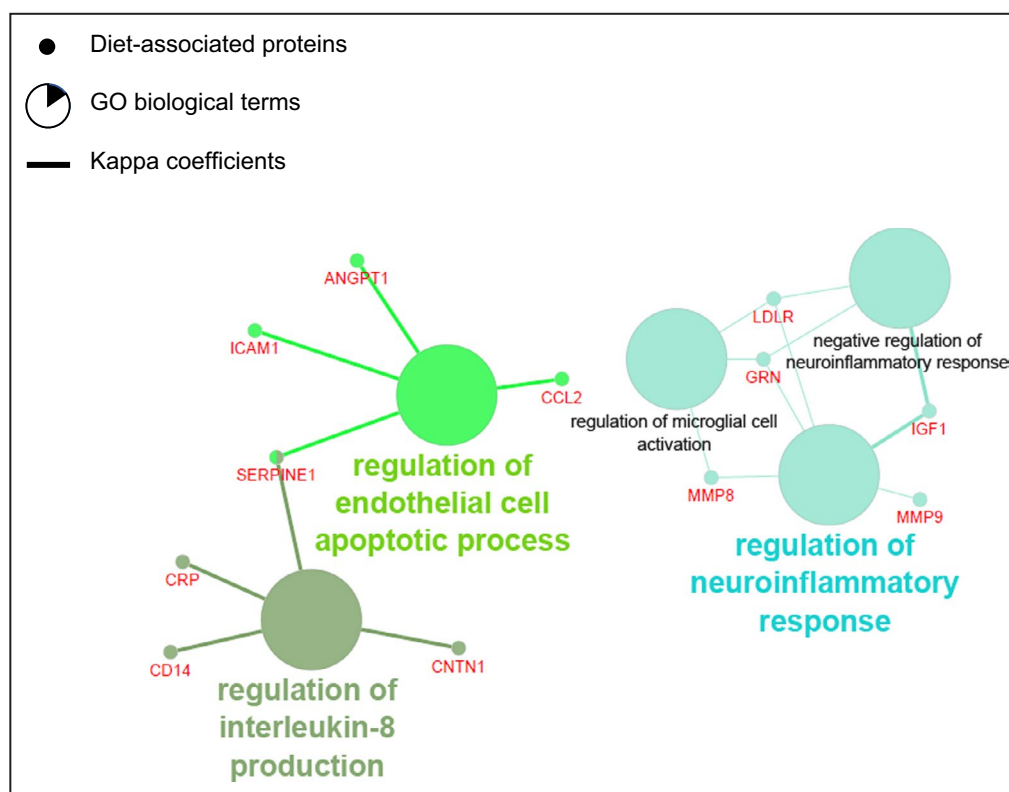 Diet-associated proteins
GO biological terms
Kappa coefficients
ANGPT1
ICAM1
CCL2
SERPINE1
regulation of
endothelial cell
apoptotic process
CRP
CD14
CNTN1
regulation of
interleukin-8
production
LDLR
negative regulation of
neuroinflammatory response
GRN
regulation of microglial cell
activation
IGF1
MMP8
MMP9
regulation of
neuroinflammatory
response